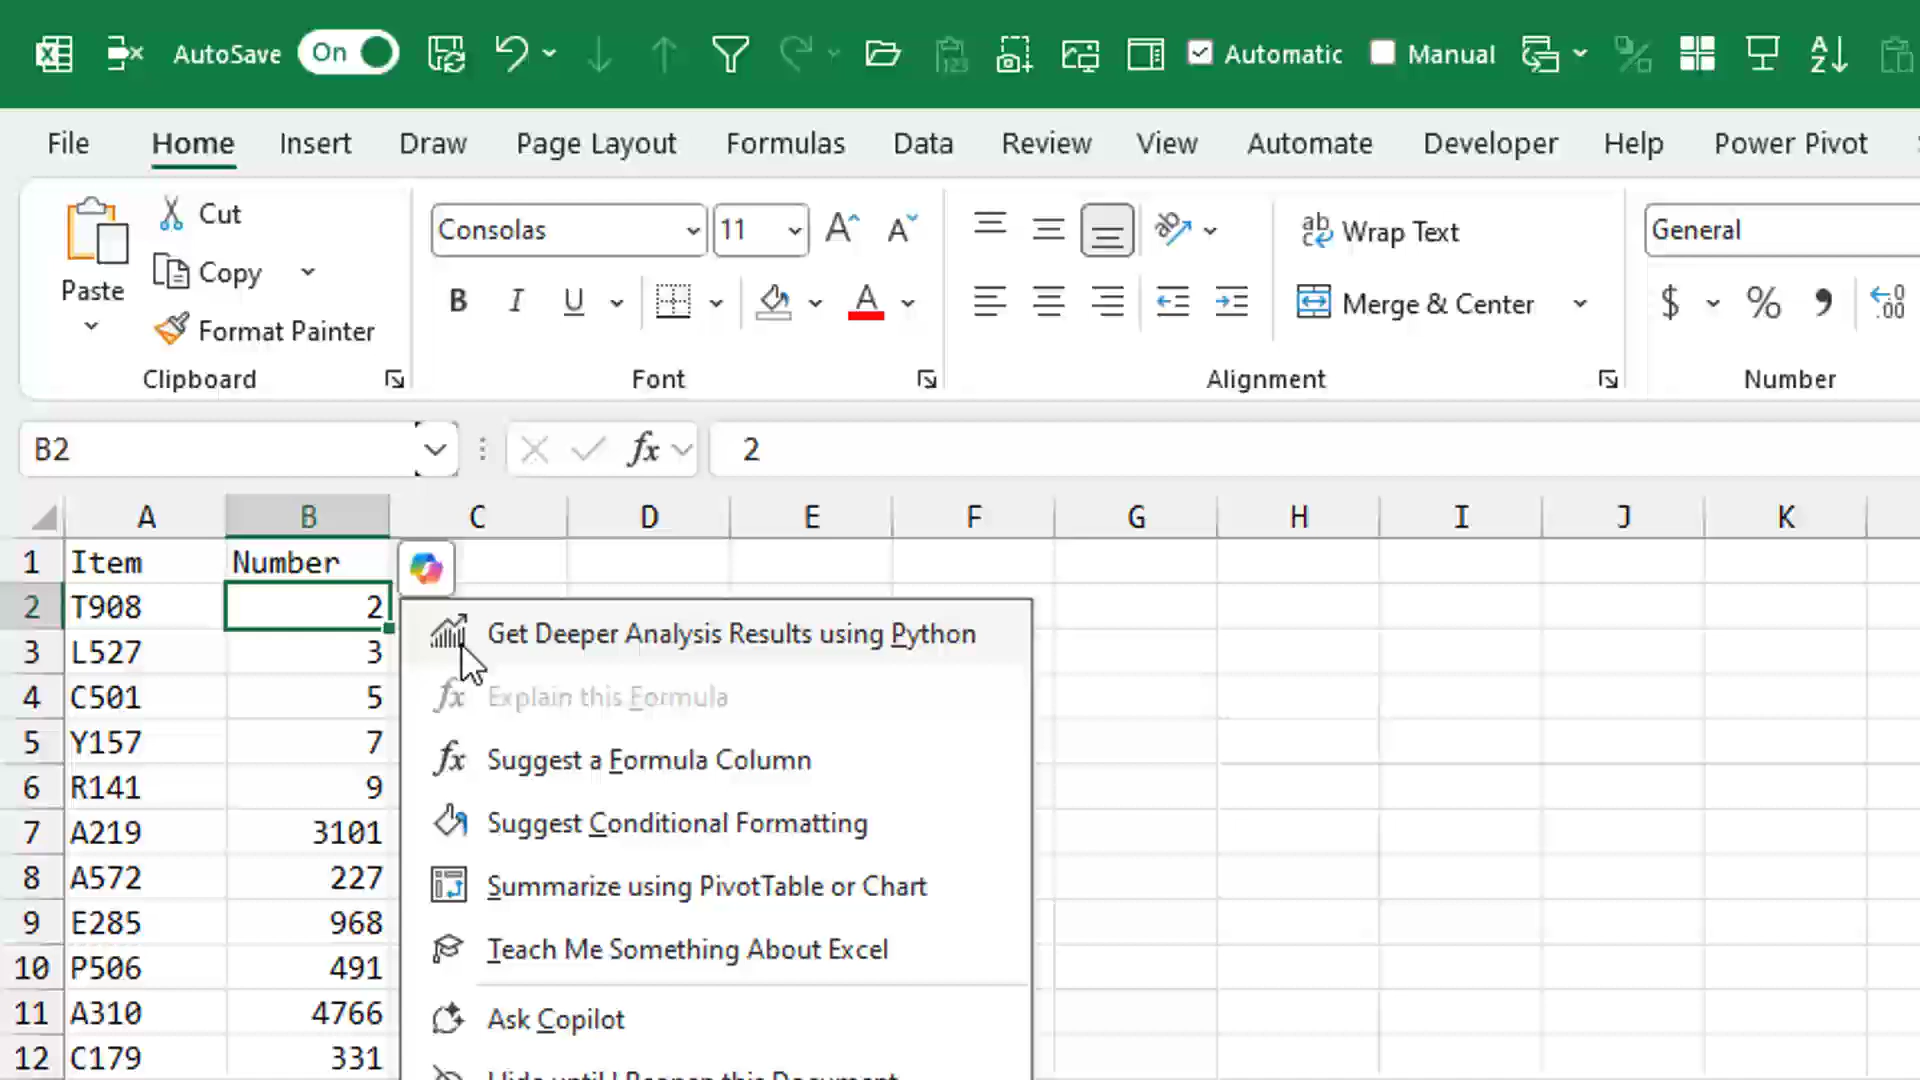 AutoSave On Automatic Manual
File Home Insert Draw Page Layout Formulas Data Review View Automate Developer Help Power Pivot
Paste
Cut
Copy
Format Painter
Clipboard
Consolas 11
B I U
Font
Wrap Text
Merge & Center
Alignment
General
$ % ,
Number
B2 fx 2
A B C D E F G H I J K
1 Item Number
2 T908 2
3 L527 3
4 C501 5
5 Y157 7
6 R141 9
7 A219 3101
8 A572 227
9 E285 968
10 P506 491
11 A310 4766
12 C179 331
Get Deeper Analysis Results using Python
Explain this Formula
Suggest a Formula Column
Suggest Conditional Formatting
Summarize using PivotTable or Chart
Teach Me Something About Excel
Ask Copilot
Hide until I Reopen this Document